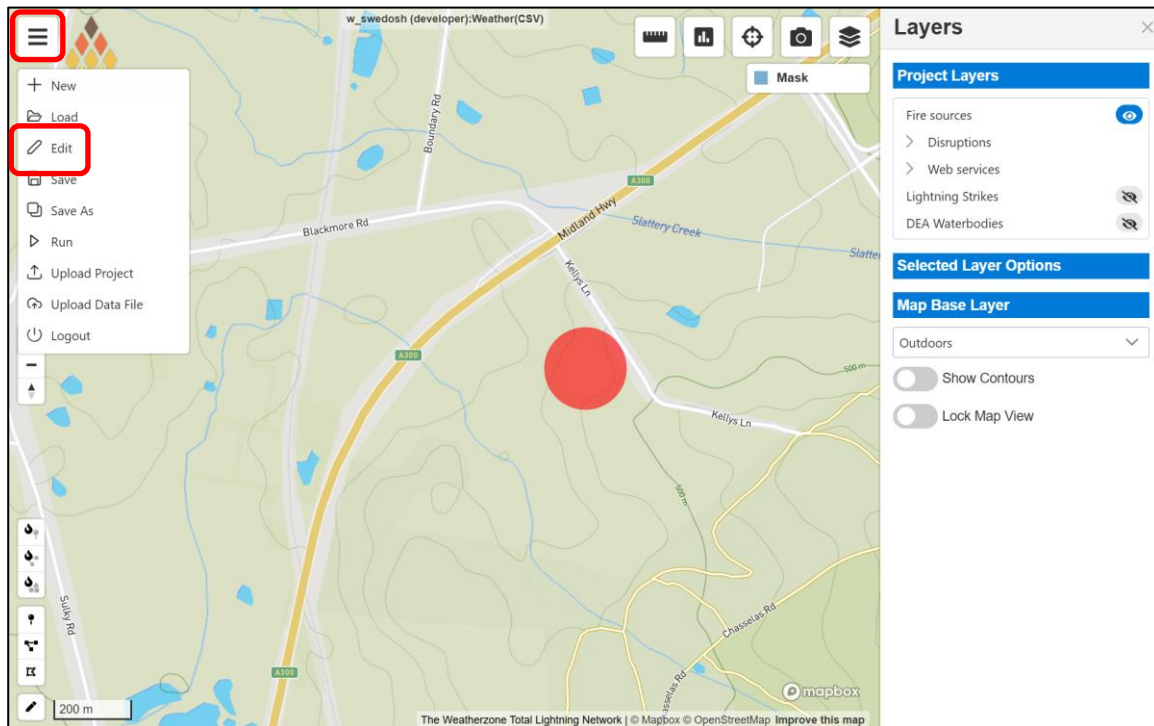 w_swedosh (developer):Weather(CSV)
New
Load
Edit
Save
Save As
Run
Upload Project
Upload Data File
Logout
Mask
Boundary Rd
Blackmore Rd
A300
Midland Hwy
Slattery Creek
Kellys Ln
A300
500 m
Kellys Ln
500 m
Sulky Rd
Chasselas Rd
Chasselas Rd
A300
200 m
mapbox
The Weatherzone Total Lightning Network | © Mapbox © OpenStreetMap Improve this map
Layers
Project Layers
Fire sources
Disruptions
Web services
Lightning Strikes
DEA Waterbodies
Selected Layer Options
Map Base Layer
Outdoors
Show Contours
Lock Map View